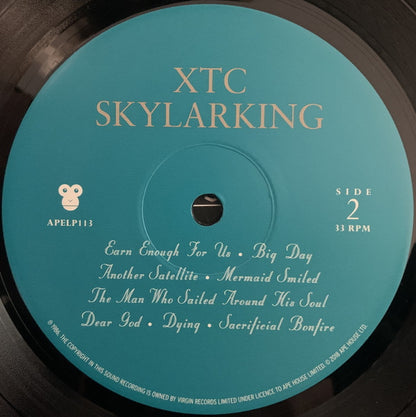 XTC
SKYLARKING
APELP113
SIDE
2
33 RPM
Earn Enough For Us • Big Day
Another Satellite • Mermaid Smiled
The Man Who Sailed Around His Soul
Dear God • Dying • Sacrificial Bonfire
℗ 1986. THE COPYRIGHT IN THIS SOUND RECORDING IS OWNED BY VIRGIN RECORDS LIMITED UNDER LICENCE TO APE HOUSE LIMITED. © 2018 APE HOUSE LTD.